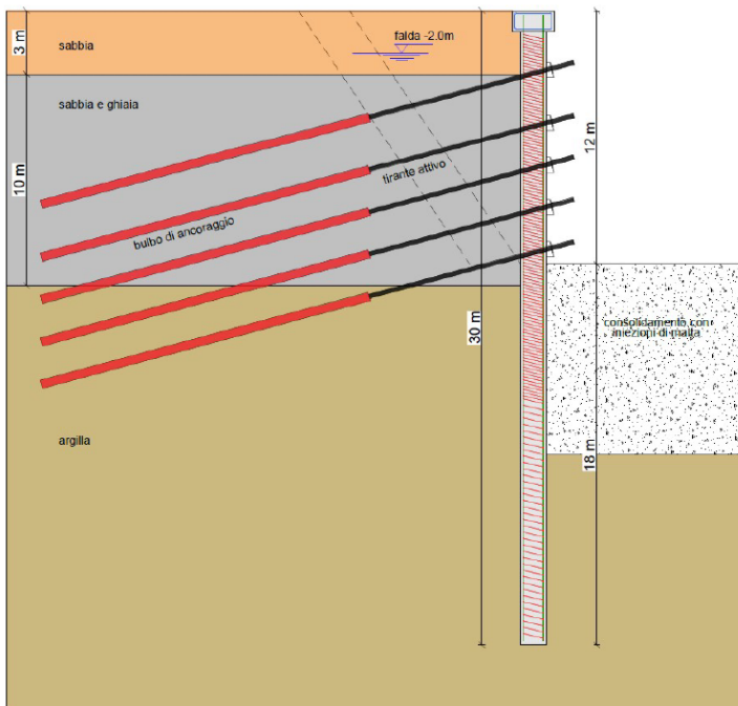 3 m
sabbia
falda -2.0m
sabbia e ghiaia
10 m
12 m
tirante attivo
bulbo di ancoraggio
30 m
consolidamento con
iniezioni di malta
argilla
18 m